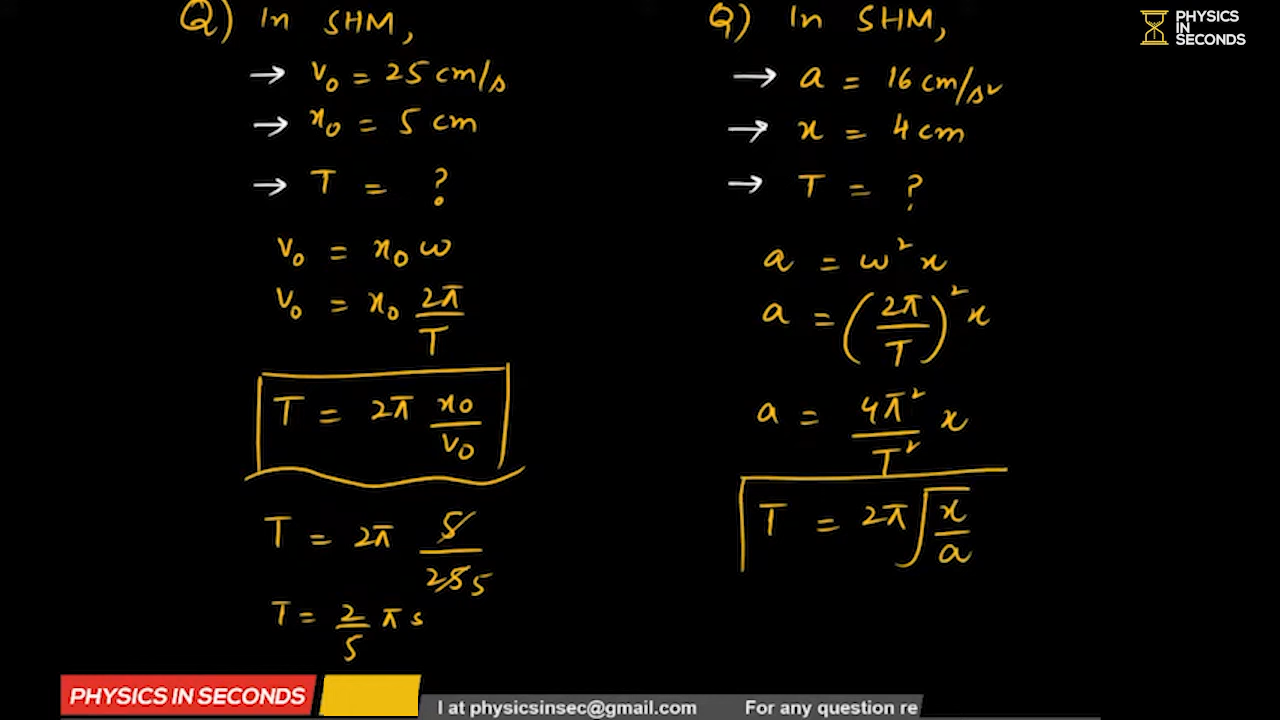 Q) In SHM,
→ v₀ = 25 cm/s
→ x₀ = 5 cm
→ T = ?
v₀ = x₀ ω
v₀ = x₀ 2π/T
T = 2π x₀/v₀
T = 2π 5/25 5
T = 2/5 π s
Q) In SHM,
→ a = 16 cm/s²
→ x = 4 cm
→ T = ?
a = ω² x
a = (2π/T)² x
a = 4π²/T² x
T = 2π √(x/a)
PHYSICS
IN
SECONDS
PHYSICS IN SECONDS
l at physicsinsec@gmail.com For any question re